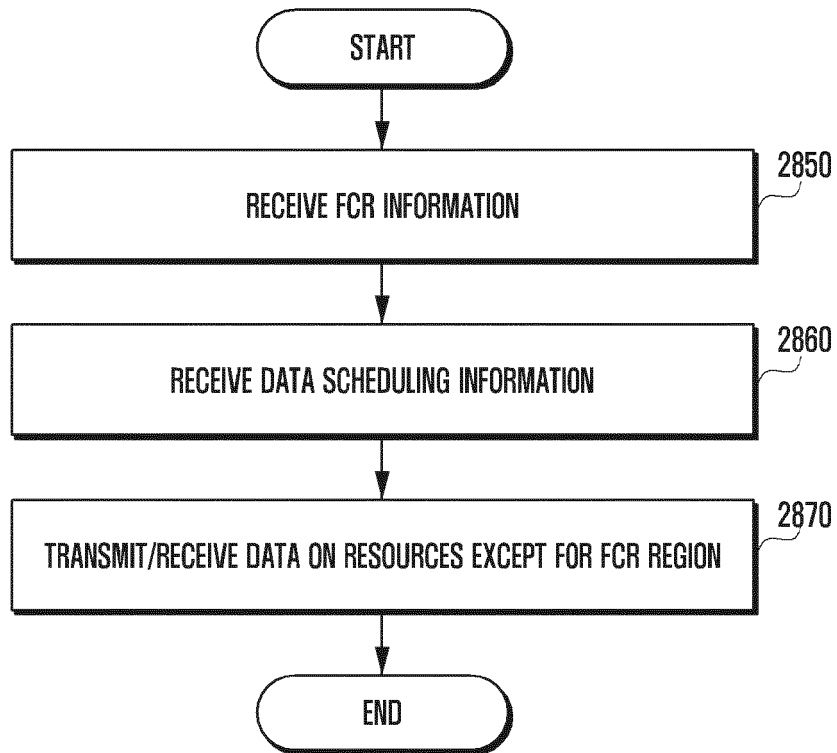 START
2850
RECEIVE FCR INFORMATION
2860
RECEIVE DATA SCHEDULING INFORMATION
2870
TRANSMIT/RECEIVE DATA ON RESOURCES EXCEPT FOR FCR REGION
END